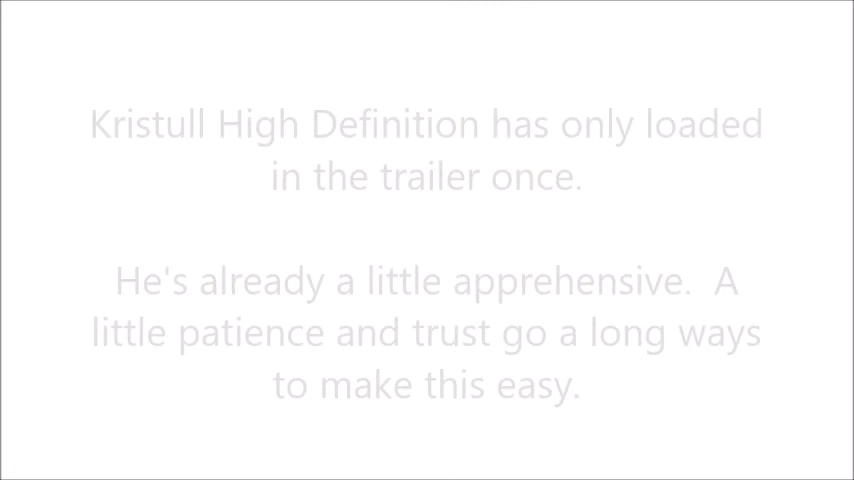 Kristull High Definition has only loaded
in the trailer once.
He's already a little apprehensive.  A
little patience and trust go a long ways
to make this easy.